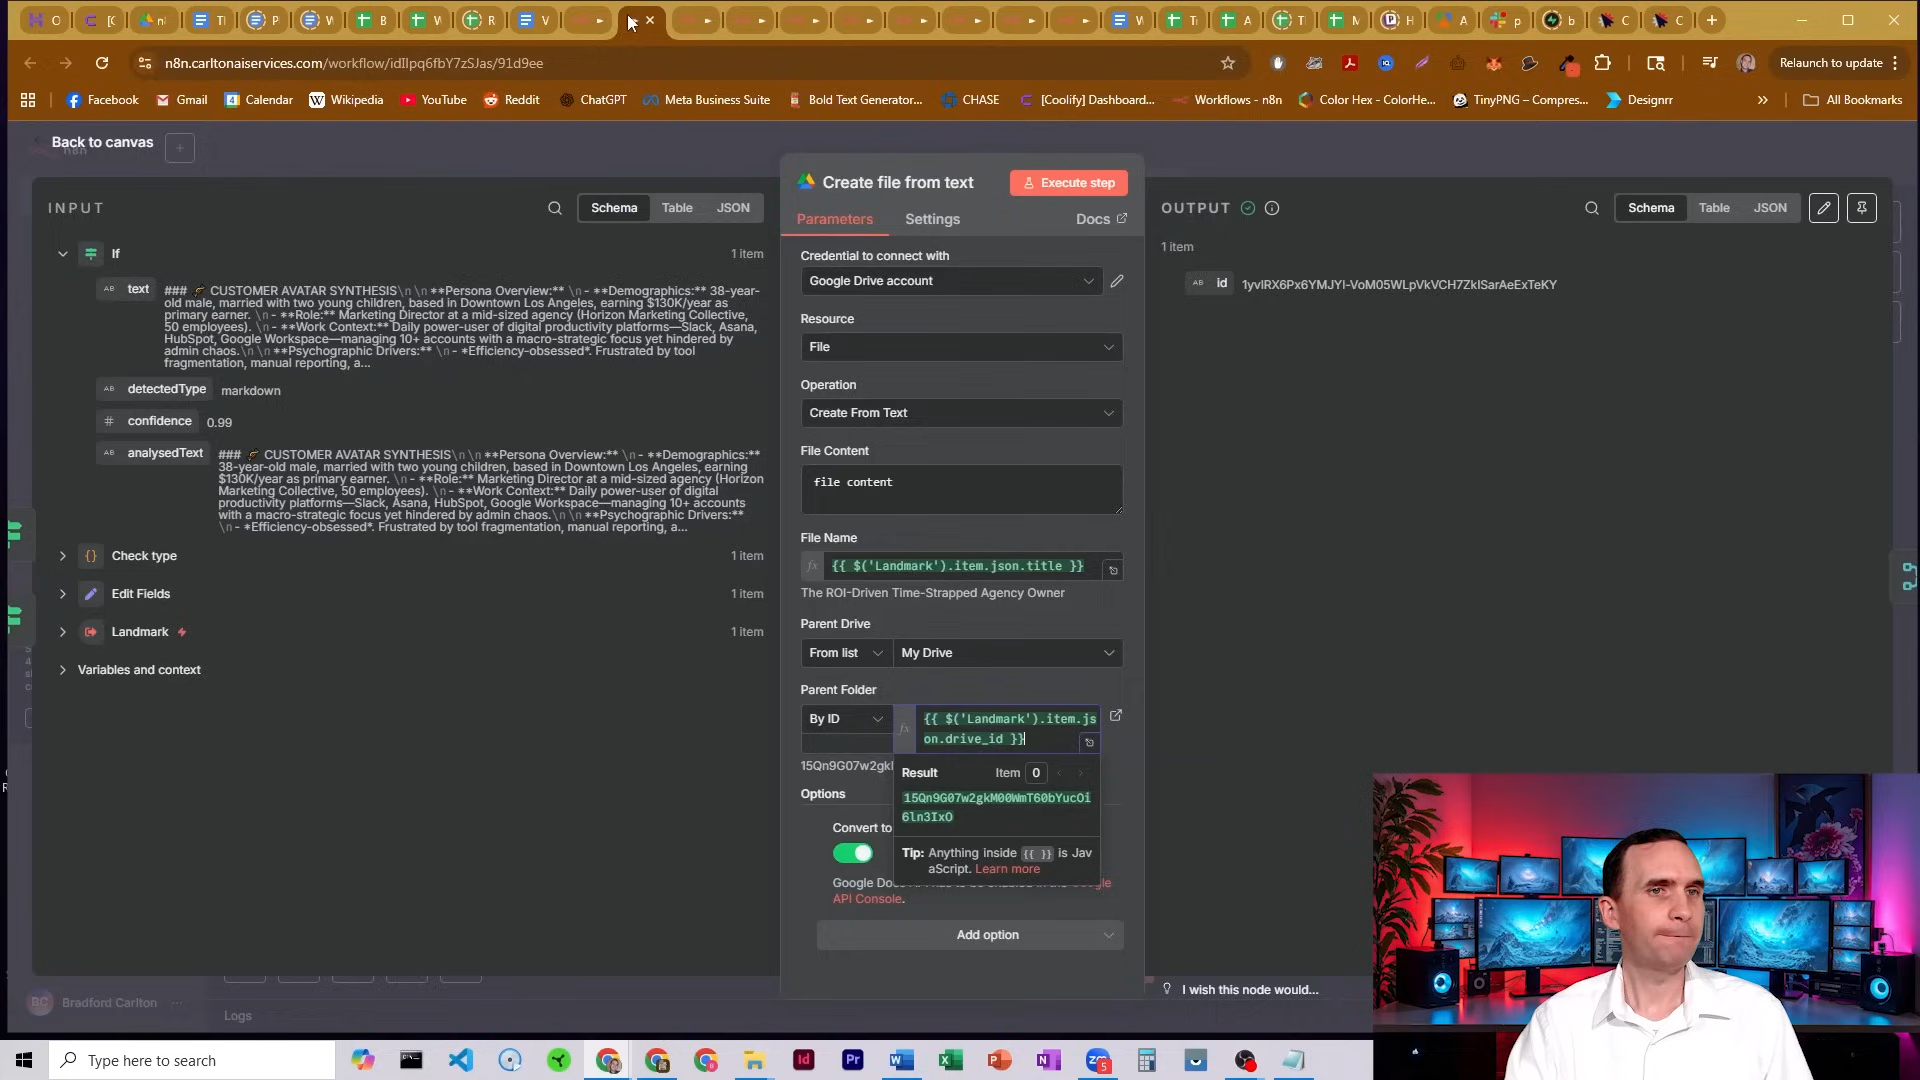 n8n.carltonaiservices.com/workflow/idIlpq6fbY7zSJas/91d9ee
Relaunch to update
Facebook
Gmail
Calendar
Wikipedia
YouTube
Reddit
ChatGPT
Meta Business Suite
Bold Text Generator...
CHASE
[Coolify] Dashboard...
Workflows - n8n
Color Hex - ColorHe...
TinyPNG – Compres...
Designrr
All Bookmarks
Back to canvas
INPUT
Schema
Table
JSON
If
1 item
text
### CUSTOMER AVATAR SYNTHESIS\n \n**Persona Overview:** \n - **Demographics:** 38-year-
old male, married with two young children, based in Downtown Los Angeles, earning $130K/year as
primary earner. \n - **Role:** Marketing Director at a mid-sized agency (Horizon Marketing Collective,
50 employees). \n - **Work Context:** Daily power-user of digital productivity platforms—Slack, Asana,
HubSpot, Google Workspace—managing 10+ accounts with a macro-strategic focus yet hindered by
admin chaos.\n \n**Psychographic Drivers:** \n - *Efficiency-obsessed*. Frustrated by tool
fragmentation, manual reporting, a...
detectedType
markdown
confidence
0.99
analysedText
### CUSTOMER AVATAR SYNTHESIS\n \n**Persona Overview:** \n - **Demographics:**
38-year-old male, married with two young children, based in Downtown Los Angeles, earning
$130K/year as primary earner. \n - **Role:** Marketing Director at a mid-sized agency (Horizon
Marketing Collective, 50 employees). \n - **Work Context:** Daily power-user of digital
productivity platforms—Slack, Asana, HubSpot, Google Workspace—managing 10+ accounts
with a macro-strategic focus yet hindered by admin chaos.\n \n**Psychographic Drivers:**
\n - *Efficiency-obsessed*. Frustrated by tool fragmentation, manual reporting, a...
Check type
1 item
Edit Fields
1 item
Landmark
1 item
Variables and context
Create file from text
Execute step
Parameters
Settings
Docs
Credential to connect with
Google Drive account
Resource
File
Operation
Create From Text
File Content
file content
File Name
fx
{{ $('Landmark').item.json.title }}
The ROI-Driven Time-Strapped Agency Owner
Parent Drive
From list
My Drive
Parent Folder
By ID
fx
{{ $('Landmark').item.js
on.drive_id }}
15Qn9G07w2gk
Result
Item
0
15Qn9G07w2gkM00WmT60bYucOi
6ln3IxO
Options
Convert to
Tip: Anything inside {{ }} is Jav
aScript. Learn more
API Console.
Add option
OUTPUT
Schema
Table
JSON
1 item
id
1yvIRX6Px6YMJYI-VoM05WLpVkVCH7ZkISarAeExTeKY
I wish this node would...
BC
Bradford Carlton
Logs
Type here to search